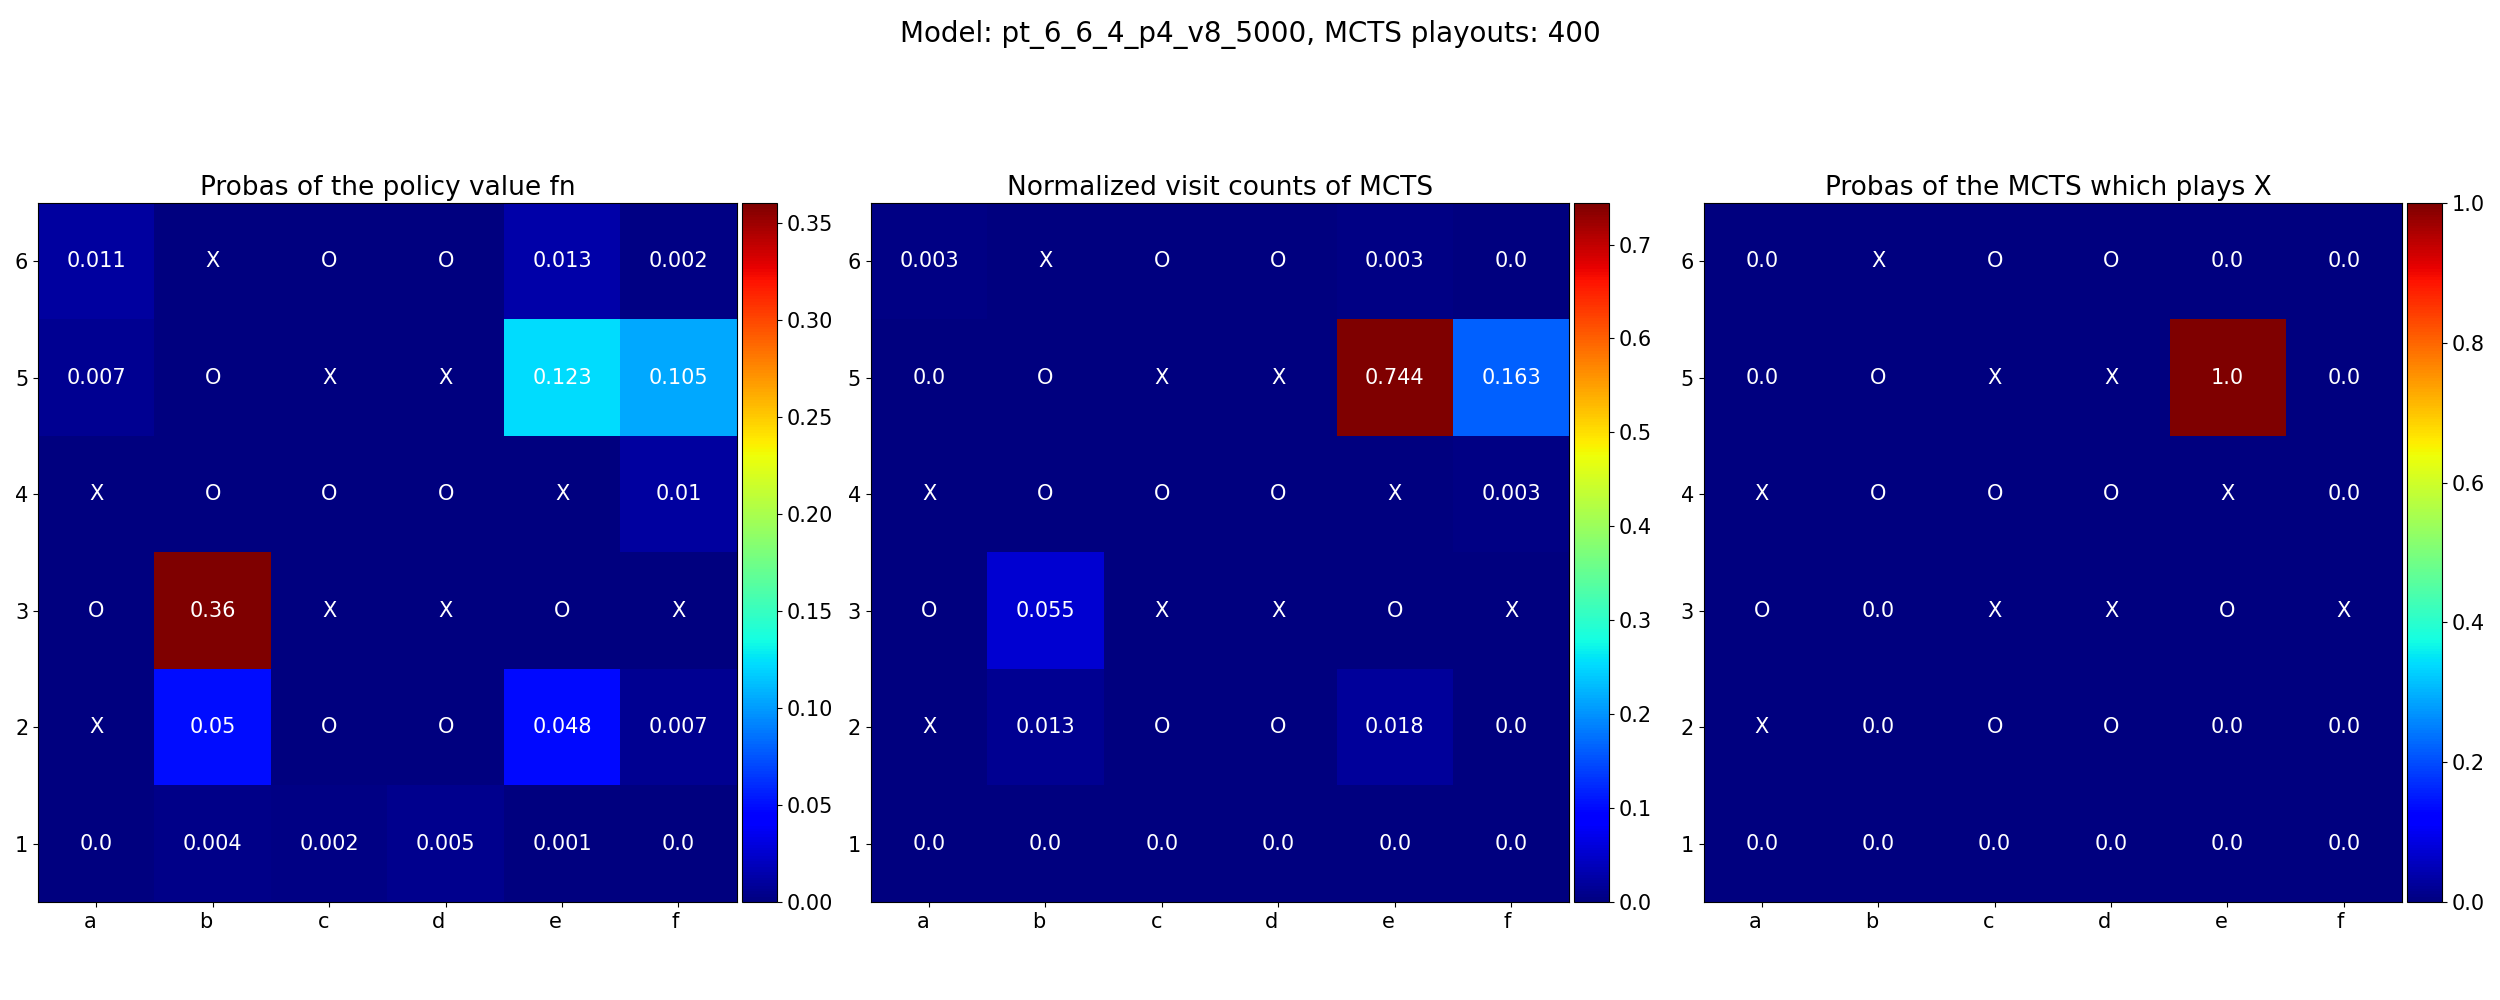 Model: pt_6_6_4_p4_v8_5000, MCTS playouts: 400
Probas of the policy value fn
6 0.011 X O O 0.013 0.002
5 0.007 O X X 0.123 0.105
4 X O O O X 0.01
3 O 0.36 X X O X
2 X 0.05 O O 0.048 0.007
1 0.0 0.004 0.002 0.005 0.001 0.0
a b c d e f
0.35
0.30
0.25
0.20
0.15
0.10
0.05
0.00
Normalized visit counts of MCTS
6 0.003 X O O 0.003 0.0
5 0.0 O X X 0.744 0.163
4 X O O O X 0.003
3 O 0.055 X X O X
2 X 0.013 O O 0.018 0.0
1 0.0 0.0 0.0 0.0 0.0 0.0
a b c d e f
0.7
0.6
0.5
0.4
0.3
0.2
0.1
0.0
Probas of the MCTS which plays X
6 0.0 X O O 0.0 0.0
5 0.0 O X X 1.0 0.0
4 X O O O X 0.0
3 O 0.0 X X O X
2 X 0.0 O O 0.0 0.0
1 0.0 0.0 0.0 0.0 0.0 0.0
a b c d e f
1.0
0.8
0.6
0.4
0.2
0.0